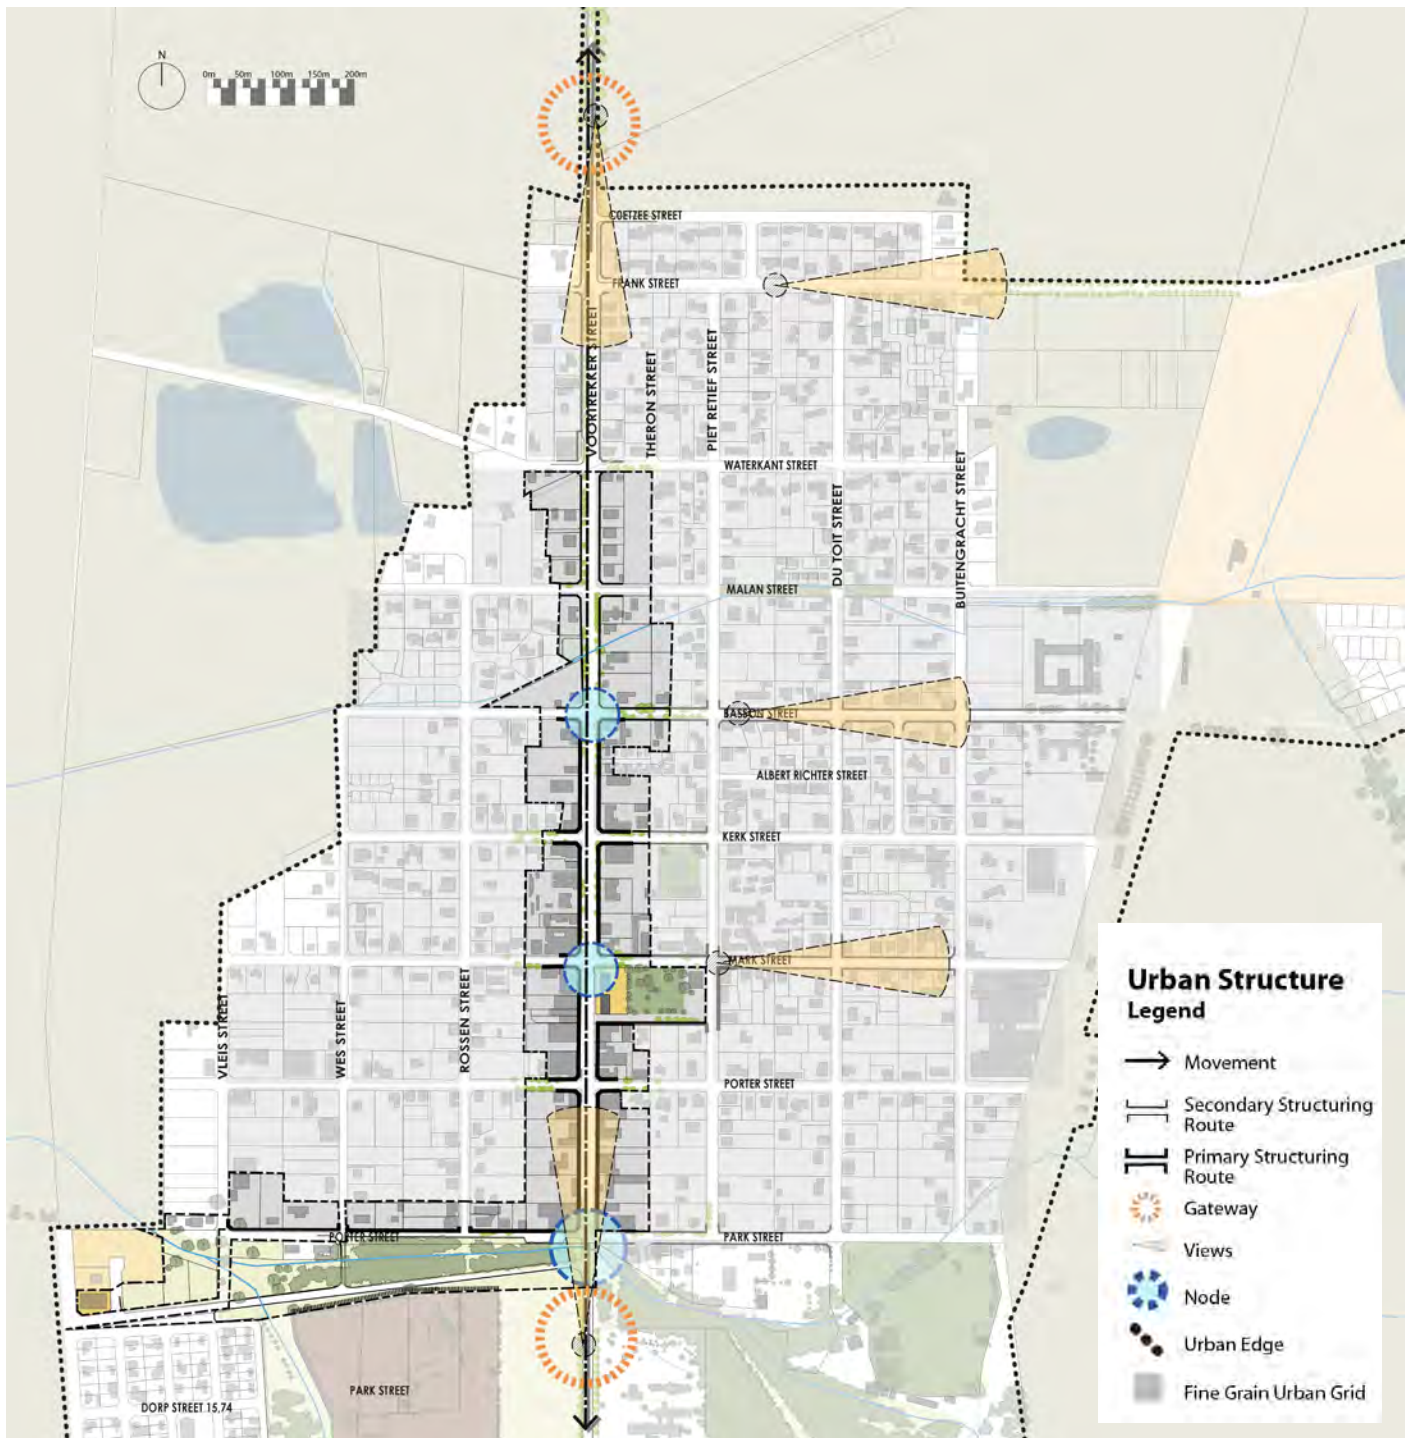 N
0m 50m 100m 150m 200m
COETZEE STREET
FRANK STREET
VOORTREKKER STREET
THERON STREET
PIET RETIEF STREET
WATERKANT STREET
DU TOIT STREET
BUITENGRACHT STREET
MALAN STREET
BASSON STREET
ALBERT RICHTER STREET
KERK STREET
MARK STREET
VLEIS STREET
WES STREET
ROSSEN STREET
PORTER STREET
PORTER STREET
PARK STREET
PARK STREET
DORP STREET 15,74
Urban Structure
Legend
Movement
Secondary Structuring
Route
Primary Structuring
Route
Gateway
Views
Node
Urban Edge
Fine Grain Urban Grid